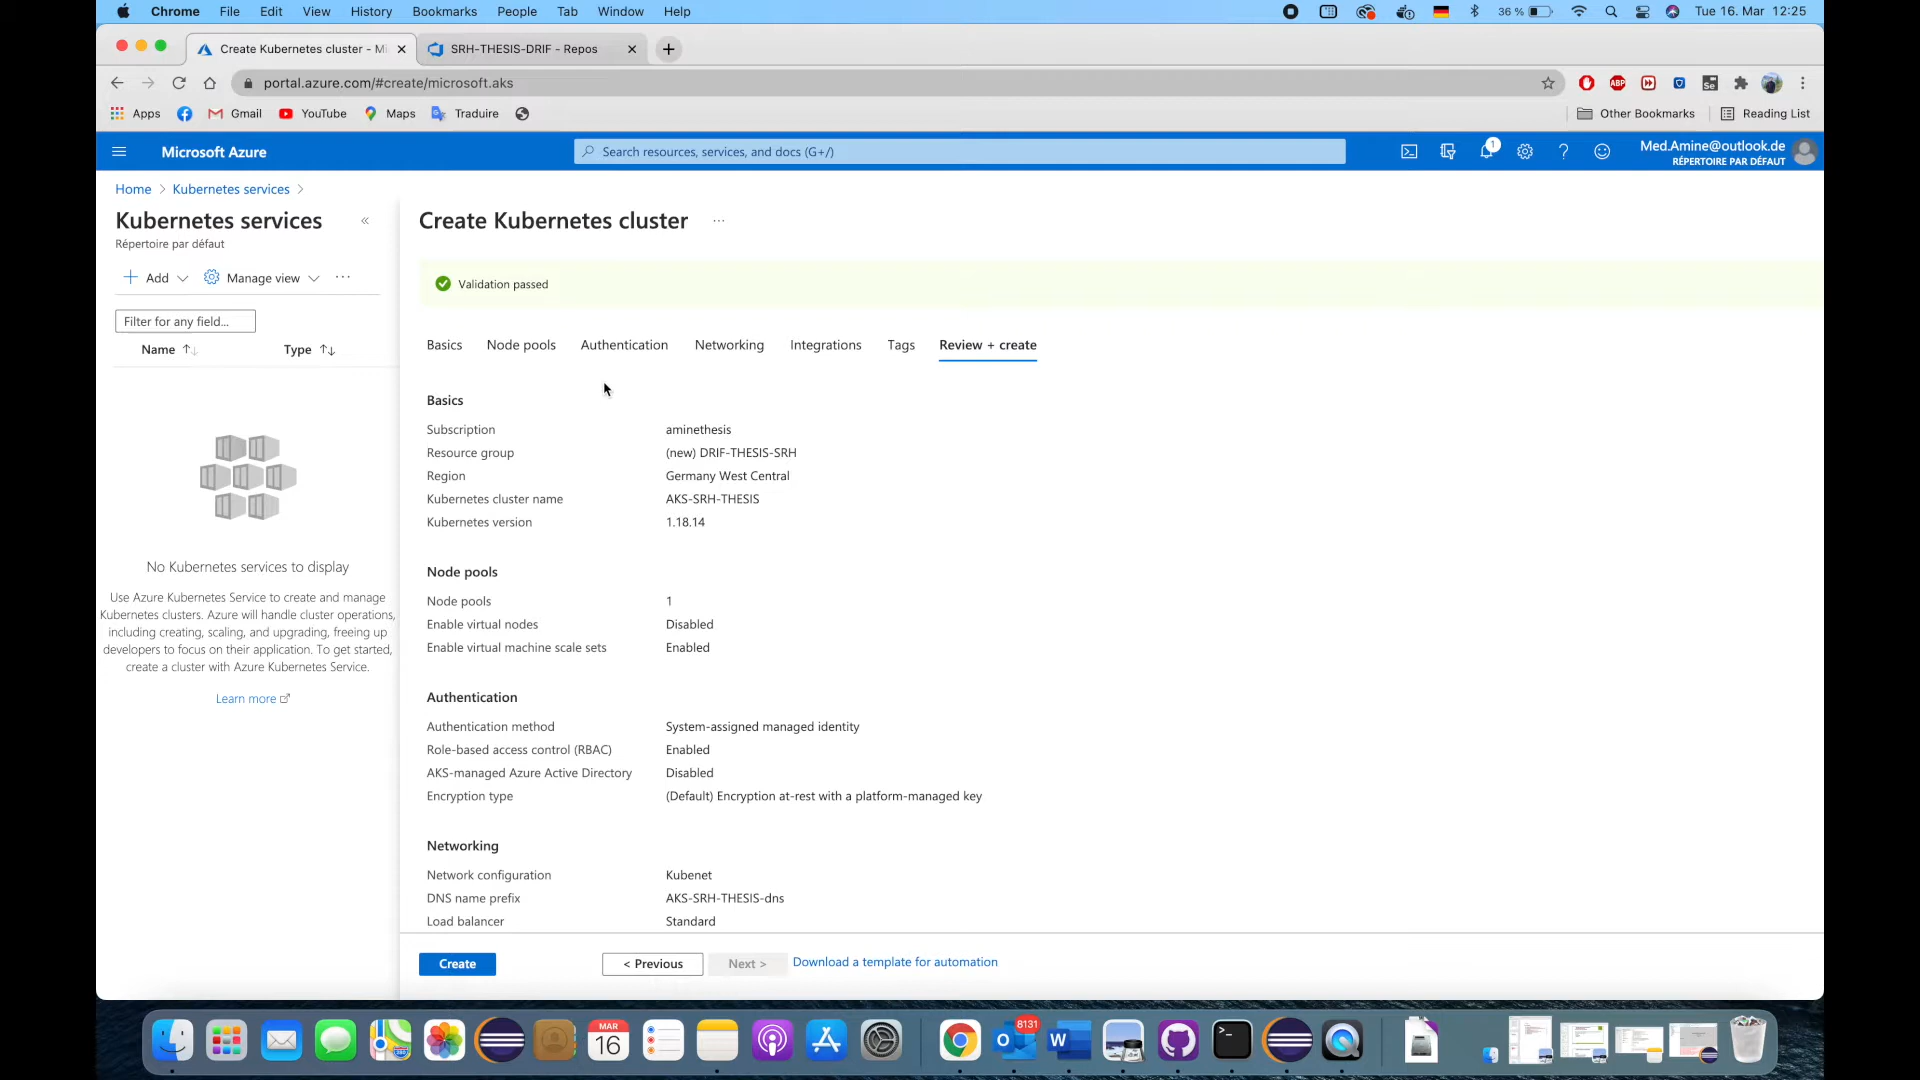 Chrome File Edit View History Bookmarks People Tab Window Help
36 % Tue 16. Mar 12:25
Create Kubernetes cluster - Mi
SRH-THESIS-DRIF - Repos
portal.azure.com/#create/microsoft.aks
ABP
Se
Apps Gmail YouTube Maps Traduire Other Bookmarks Reading List
Microsoft Azure
Search resources, services, and docs (G+/)
1
Med.Amine@outlook.de
RÉPERTOIRE PAR DÉFAUT
Home > Kubernetes services >
Kubernetes services «
Répertoire par défaut
+ Add Manage view ...
Filter for any field...
Name ↑↓ Type ↑↓
No Kubernetes services to display
Use Azure Kubernetes Service to create and manage
Kubernetes clusters. Azure will handle cluster operations,
including creating, scaling, and upgrading, freeing up
developers to focus on their application. To get started,
create a cluster with Azure Kubernetes Service.
Learn more
Create Kubernetes cluster ...
Validation passed
Basics Node pools Authentication Networking Integrations Tags Review + create
Basics
Subscription aminethesis
Resource group (new) DRIF-THESIS-SRH
Region Germany West Central
Kubernetes cluster name AKS-SRH-THESIS
Kubernetes version 1.18.14
Node pools
Node pools 1
Enable virtual nodes Disabled
Enable virtual machine scale sets Enabled
Authentication
Authentication method System-assigned managed identity
Role-based access control (RBAC) Enabled
AKS-managed Azure Active Directory Disabled
Encryption type (Default) Encryption at-rest with a platform-managed key
Networking
Network configuration Kubenet
DNS name prefix AKS-SRH-THESIS-dns
Load balancer Standard
Create < Previous Next > Download a template for automation
MAR
16
8131
O
W
>_